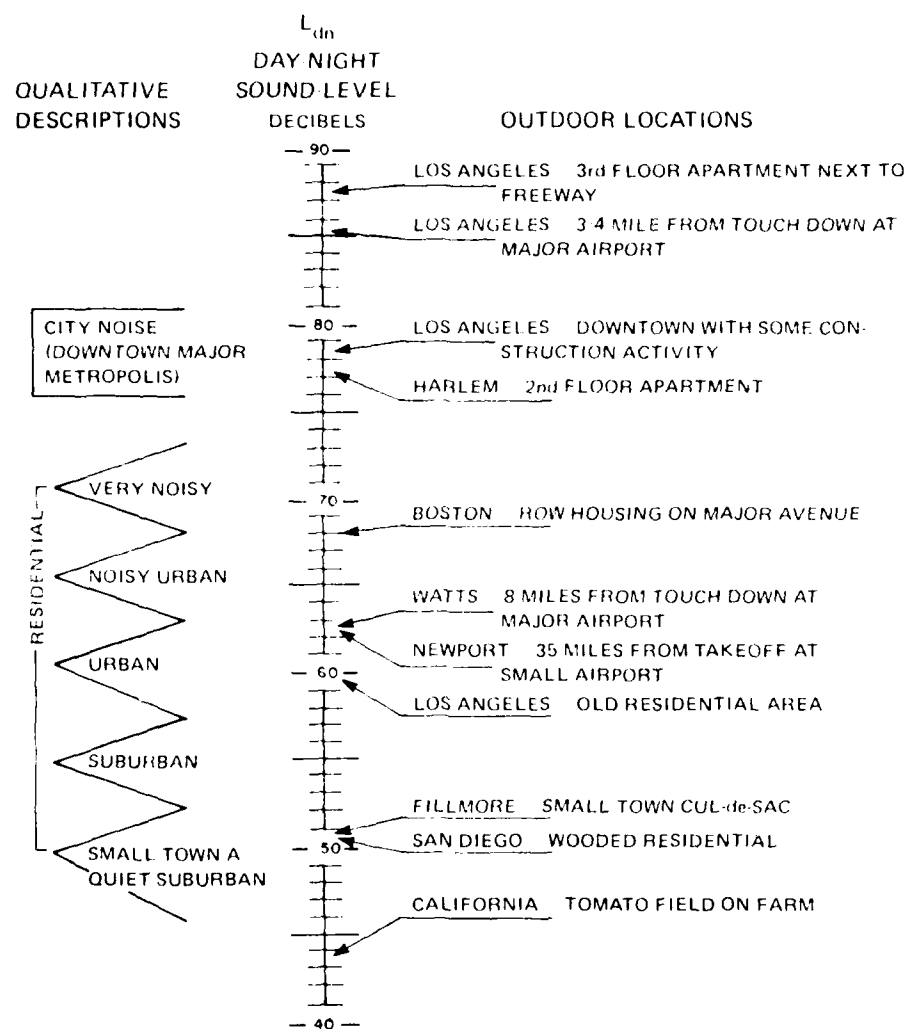 QUALITATIVE
DESCRIPTIONS
Ldn
DAY NIGHT
SOUND LEVEL
DECIBELS
OUTDOOR LOCATIONS
90
LOS ANGELES 3rd FLOOR APARTMENT NEXT TO
FREEWAY
LOS ANGELES 3 4 MILE FROM TOUCH DOWN AT
MAJOR AIRPORT
CITY NOISE
(DOWNTOWN MAJOR
METROPOLIS)
80
LOS ANGELES DOWNTOWN WITH SOME CON-
STRUCTION ACTIVITY
HARLEM 2nd FLOOR APARTMENT
RESIDENTIAL
VERY NOISY
70
BOSTON ROW HOUSING ON MAJOR AVENUE
NOISY URBAN
WATTS 8 MILES FROM TOUCH DOWN AT
MAJOR AIRPORT
URBAN
NEWPORT 35 MILES FROM TAKEOFF AT
SMALL AIRPORT
60
LOS ANGELES OLD RESIDENTIAL AREA
SUBURBAN
FILLMORE SMALL TOWN CUL-de-SAC
SAN DIEGO WOODED RESIDENTIAL
50
SMALL TOWN A
QUIET SUBURBAN
CALIFORNIA TOMATO FIELD ON FARM
40